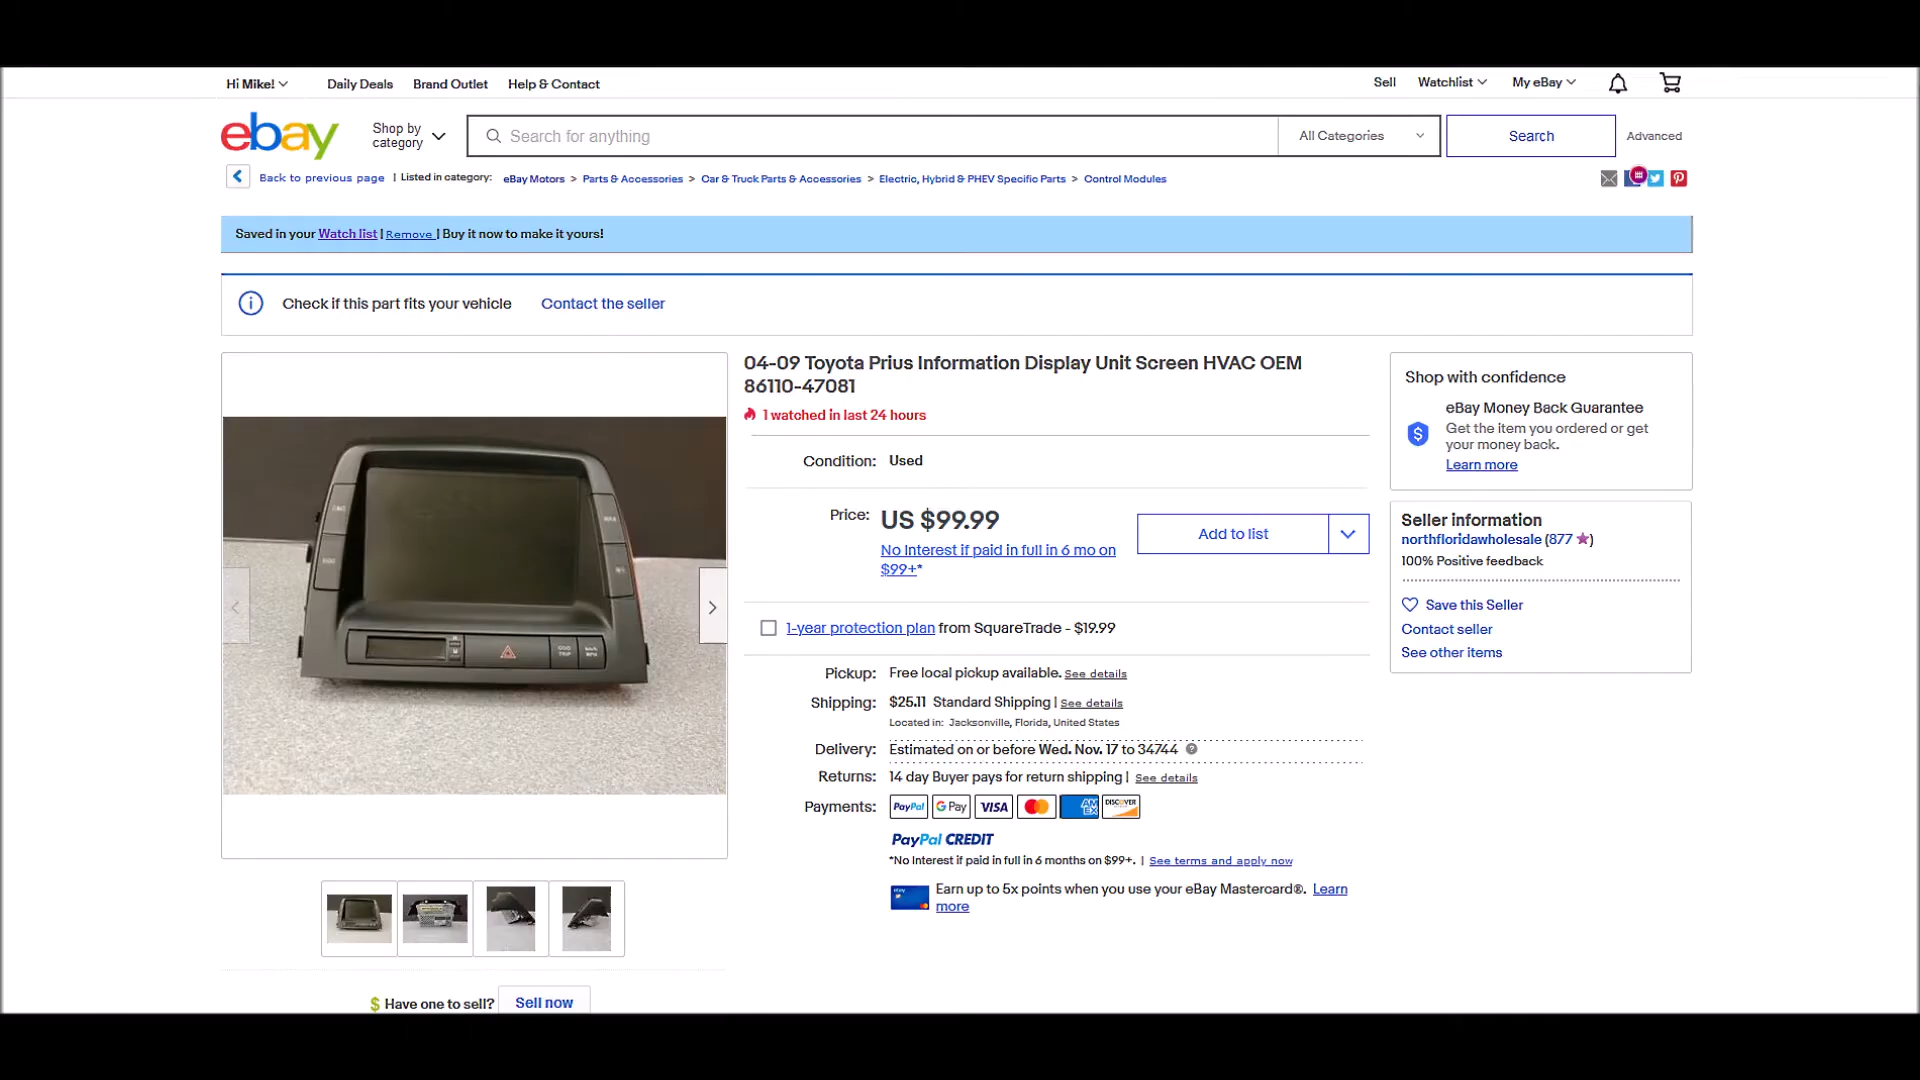 Hi Mike!
Daily Deals
Brand Outlet
Help & Contact
Sell
Watchlist
My eBay
ebay
Shop by
category
Search for anything
All Categories
Search
Advanced
Back to previous page | Listed in category: eBay Motors > Parts & Accessories > Car & Truck Parts & Accessories > Electric, Hybrid & PHEV Specific Parts > Control Modules
Saved in your Watch list | Remove | Buy it now to make it yours!
Check if this part fits your vehicle Contact the seller
04-09 Toyota Prius Information Display Unit Screen HVAC OEM
86110-47081
1 watched in last 24 hours
Condition: Used
Price: US $99.99
No Interest if paid in full in 6 mo on
$99+*
Add to list
1-year protection plan from SquareTrade - $19.99
Pickup: Free local pickup available. See details
Shipping: $25.11 Standard Shipping | See details
Located in: Jacksonville, Florida, United States
Delivery: Estimated on or before Wed. Nov. 17 to 34744
Returns: 14 day Buyer pays for return shipping | See details
Payments: PayPal G Pay VISA AM EX DISCOVER
PayPal CREDIT
*No Interest if paid in full in 6 months on $99+. | See terms and apply now
Earn up to 5x points when you use your eBay Mastercard®. Learn
more
Shop with confidence
eBay Money Back Guarantee
Get the item you ordered or get
your money back.
Learn more
Seller information
northfloridawholesale (877)
100% Positive feedback
Save this Seller
Contact seller
See other items
$ Have one to sell? Sell now